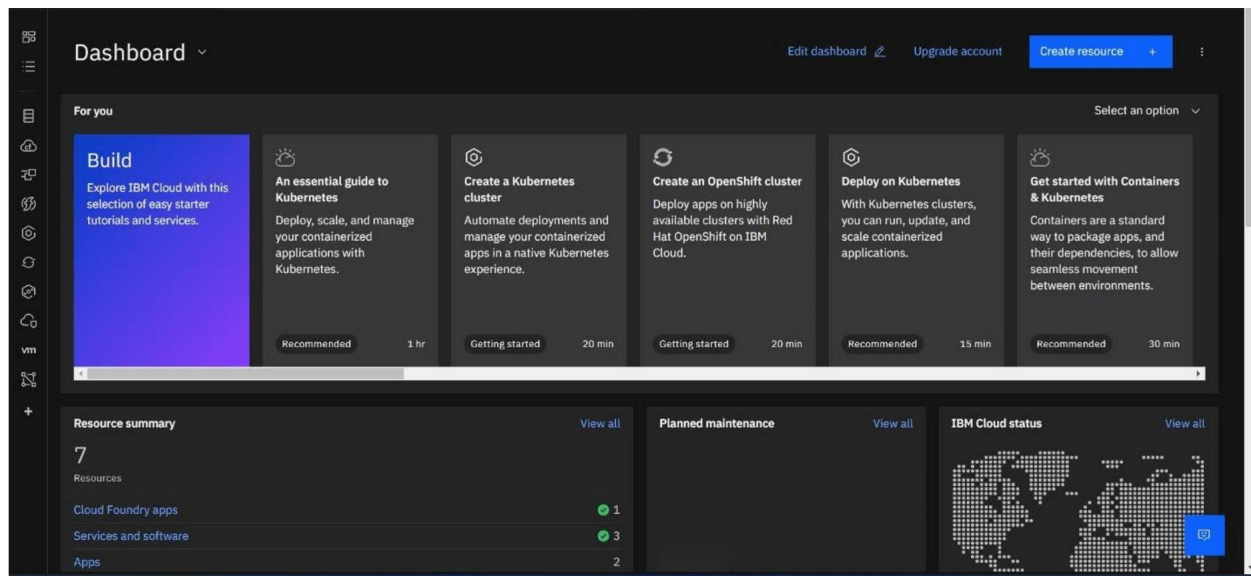 Dashboard
Edit dashboard
Upgrade account
Create resource +
For you
Select an option
Build
Explore IBM Cloud with this
selection of easy starter
tutorials and services.
An essential guide to
Kubernetes
Deploy, scale, and manage
your containerized
applications with
Kubernetes.
Recommended 1 hr
Create a Kubernetes
cluster
Automate deployments and
manage your containerized
apps in a native Kubernetes
experience.
Getting started 20 min
Create an OpenShift cluster
Deploy apps on highly
available clusters with Red
Hat OpenShift on IBM
Cloud.
Getting started 20 min
Deploy on Kubernetes
With Kubernetes clusters,
you can run, update, and
scale containerized
applications.
Recommended 15 min
Get started with Containers
& Kubernetes
Containers are a standard
way to package apps, and
their dependencies, to allow
seamless movement
between environments.
Recommended 30 min
vm
+
Resource summary View all
7
Resources
Cloud Foundry apps 1
Services and software 3
Apps 2
Planned maintenance View all
IBM Cloud status View all